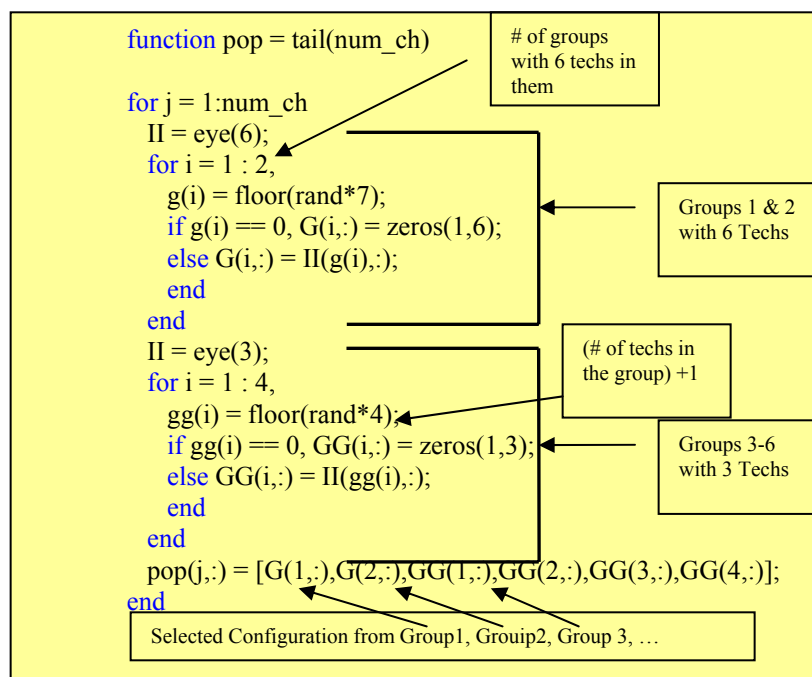 function pop = tail(num_ch)
# of groups
with 6 techs in
them
for j = 1:num_ch
II = eye(6);
for i = 1 : 2,
g(i) = floor(rand*7);
if g(i) == 0, G(i,:) = zeros(1,6);
else G(i,:) = II(g(i),:);
end
end
Groups 1 & 2
with 6 Techs
II = eye(3);
for i = 1 : 4,
gg(i) = floor(rand*4);
if gg(i) == 0, GG(i,:) = zeros(1,3);
else GG(i,:) = II(gg(i),:);
end
end
(# of techs in
the group) +1
Groups 3-6
with 3 Techs
pop(j,:) = [G(1,:),G(2,:),GG(1,:),GG(2,:),GG(3,:),GG(4,:)];
end
Selected Configuration from Group1, Grouip2, Group 3, …